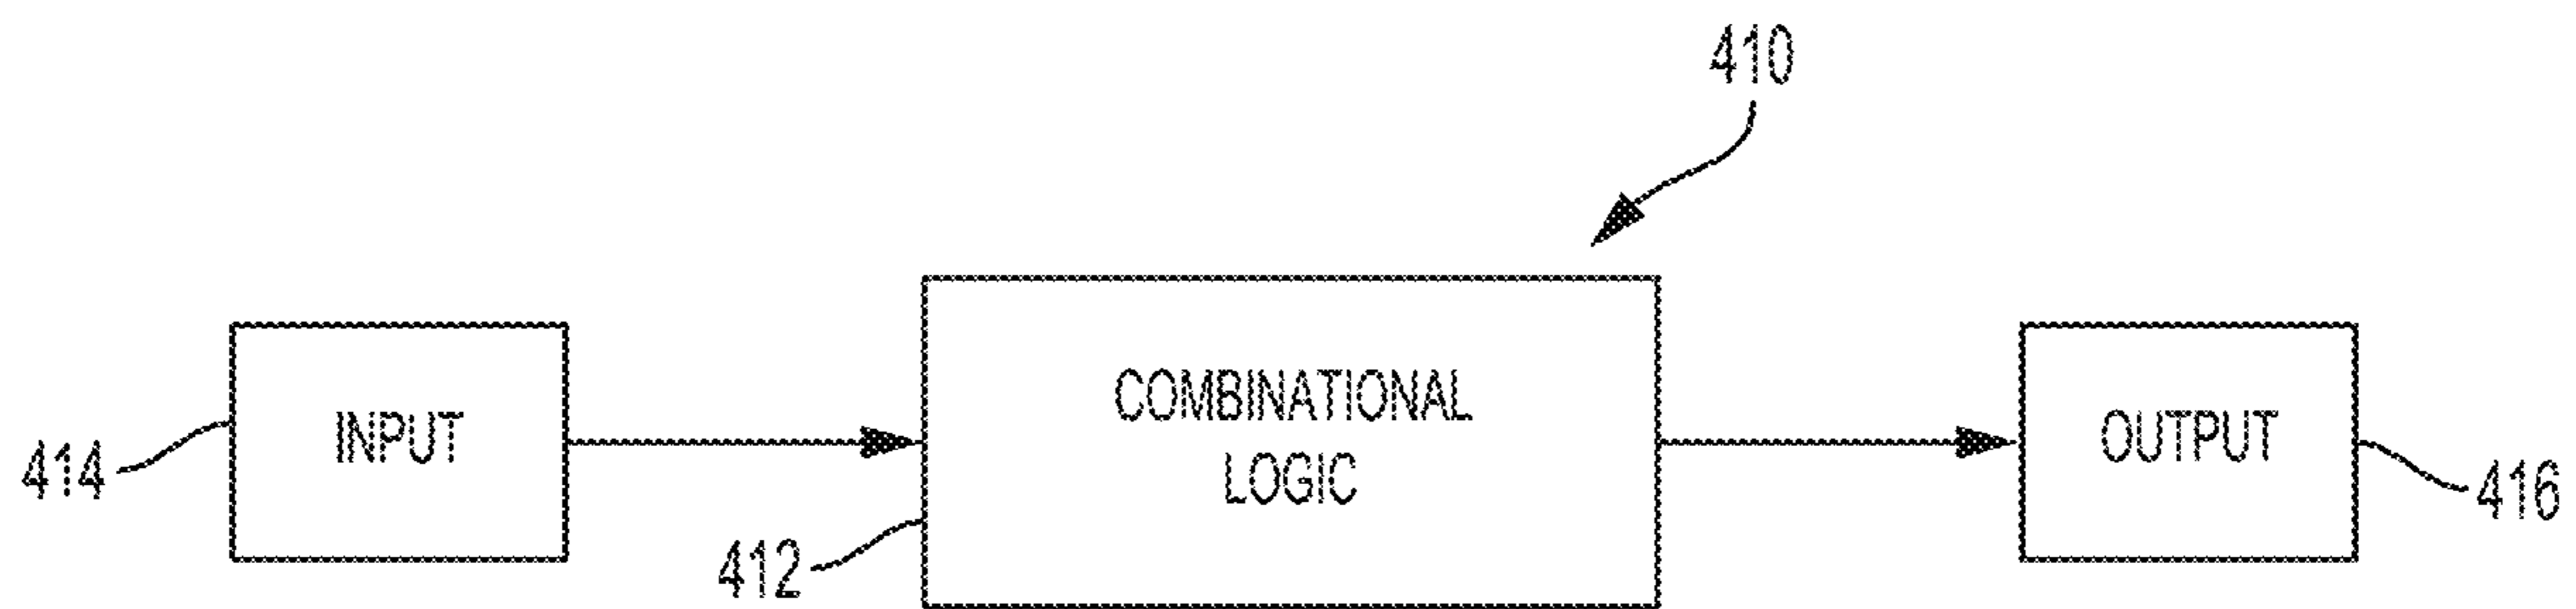 410
INPUT
COMBINATIONAL
LOGIC
OUTPUT
414
412
416